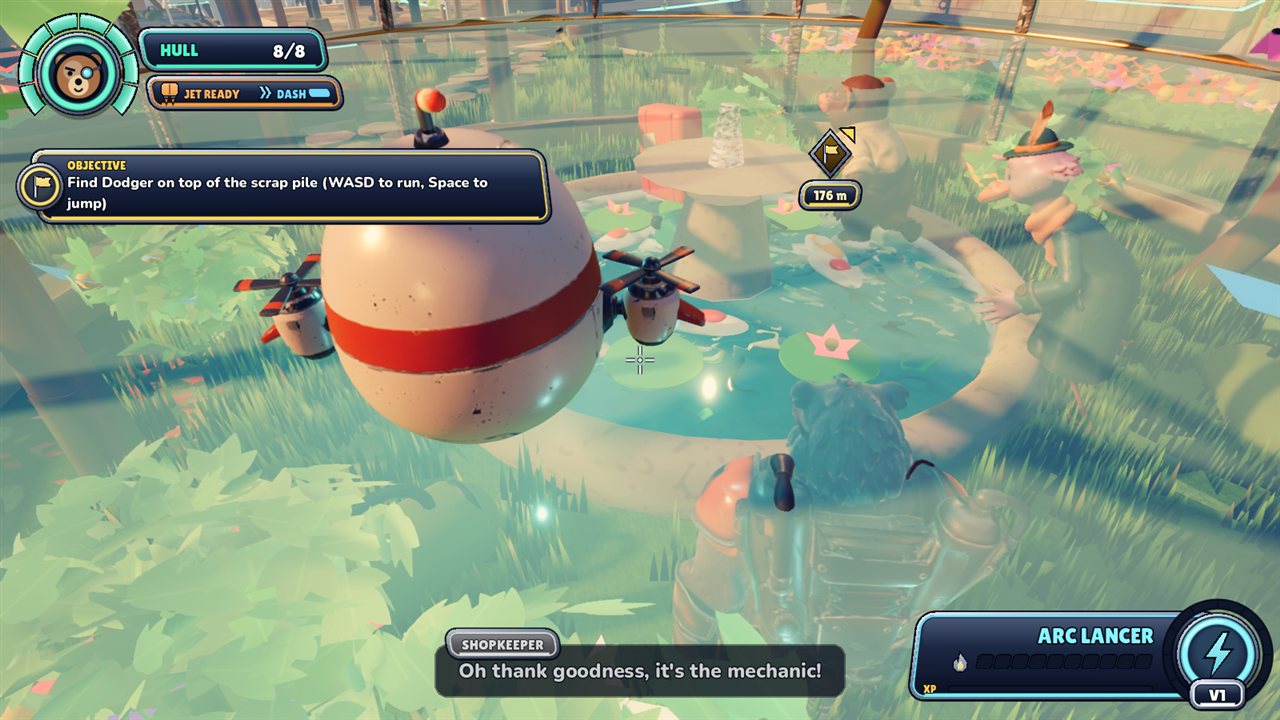 HULL 8/8
JET READY DASH
OBJECTIVE
Find Dodger on top of the scrap pile (WASD to run, Space to
jump)
176 m
SHOPKEEPER
Oh thank goodness, it's the mechanic!
ARC LANCER
XP
V1